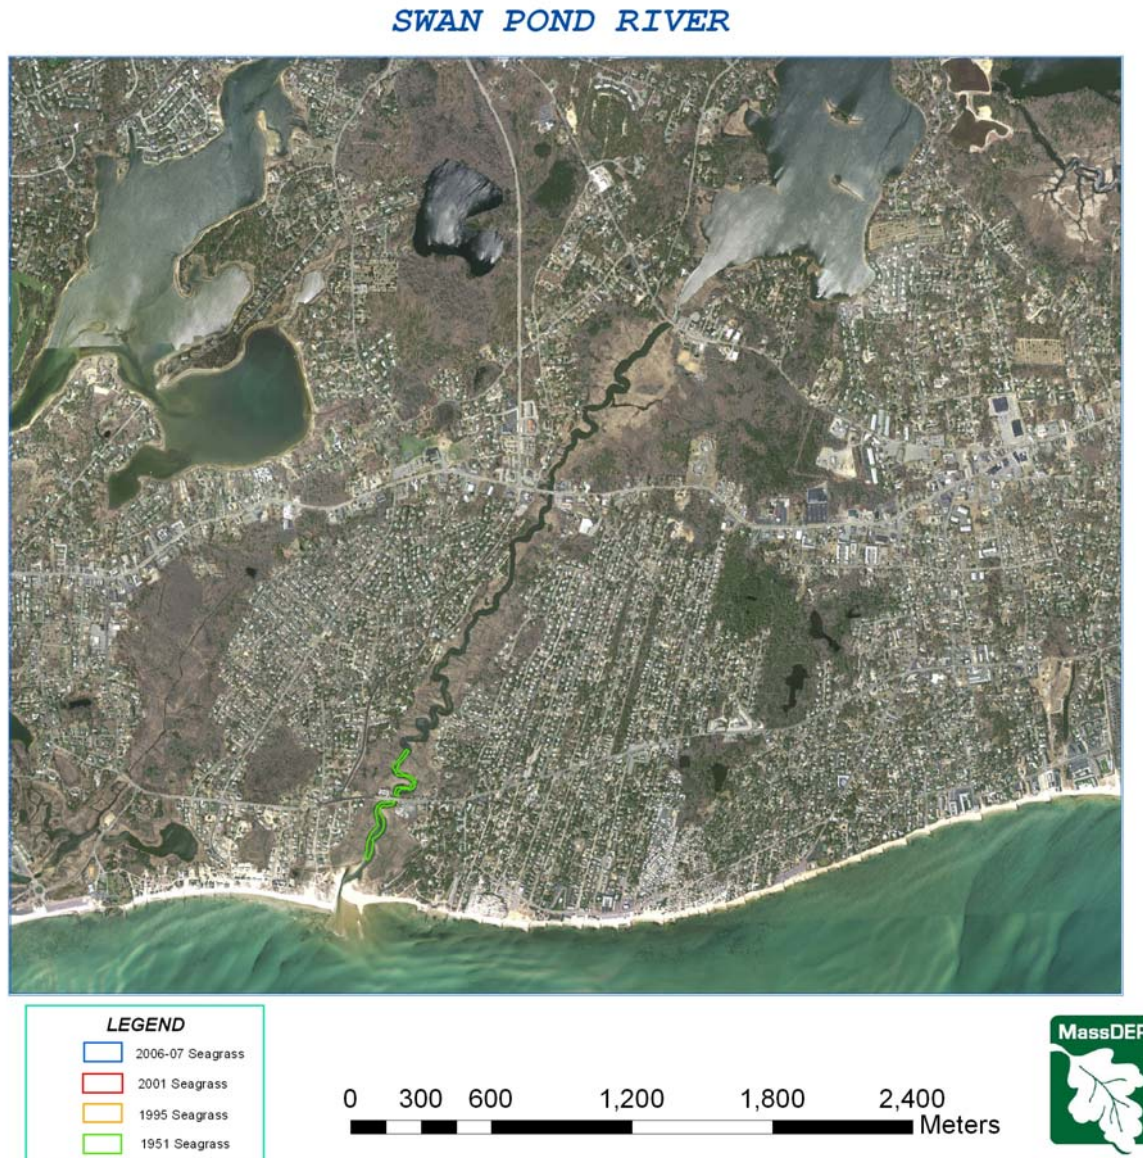 SWAN POND RIVER
LEGEND
2006-07 Seagrass
2001 Seagrass
1995 Seagrass
1951 Seagrass
0 300 600 1,200 1,800 2,400
Meters
MassDEP